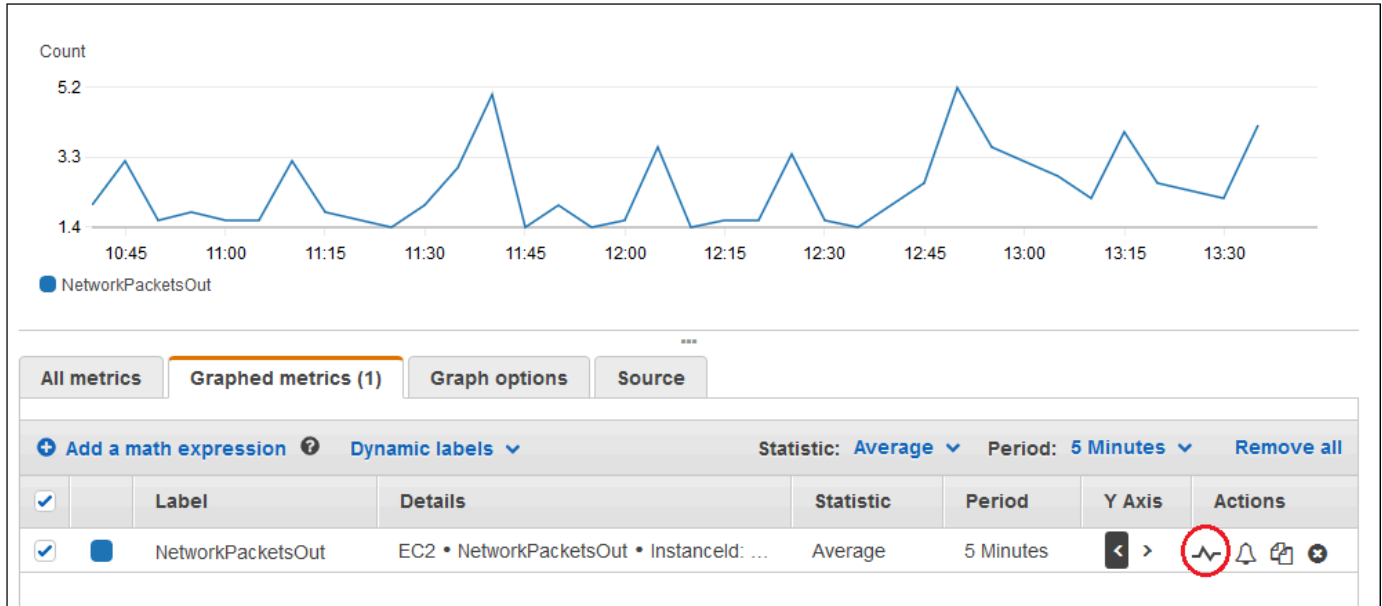 Count
5.2
3.3
1.4
10:45 11:00 11:15 11:30 11:45 12:00 12:15 12:30 12:45 13:00 13:15 13:30
NetworkPacketsOut
All metrics Graphed metrics (1) Graph options Source
Add a math expression ? Dynamic labels Statistic: Average Period: 5 Minutes Remove all
Label Details Statistic Period Y Axis Actions
NetworkPacketsOut EC2 • NetworkPacketsOut • InstanceId: ... Average 5 Minutes < >